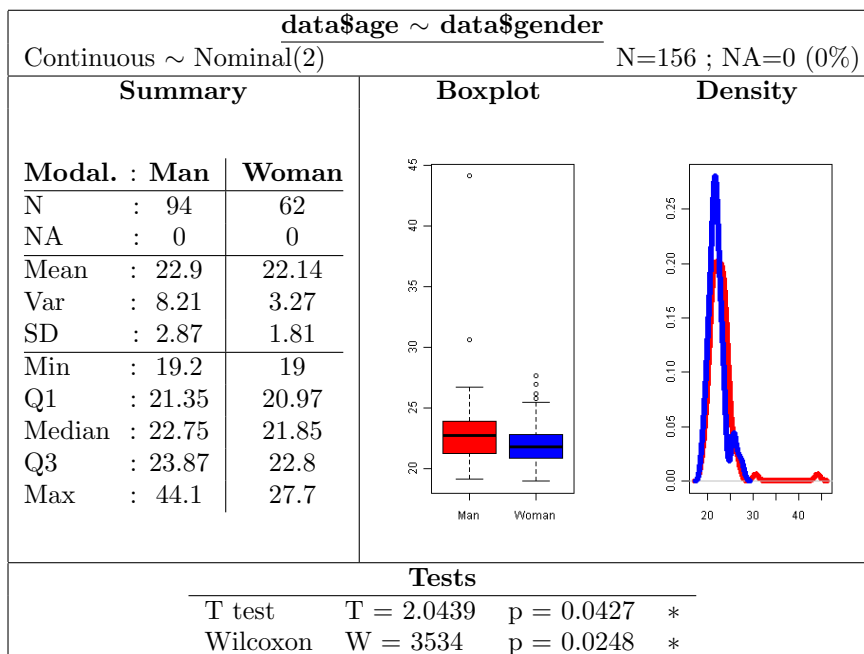 data$age ~ data$gender
Continuous ~ Nominal(2) N=156 ; NA=0 (0%)
Summary Boxplot Density
Modal. : Man Woman
N : 94 62
NA : 0 0
Mean : 22.9 22.14
Var : 8.21 3.27
SD : 2.87 1.81
Min : 19.2 19
Q1 : 21.35 20.97
Median : 22.75 21.85
Q3 : 23.87 22.8
Max : 44.1 27.7
45
40
35
30
25
20
Man Woman
0.25
0.20
0.15
0.10
0.05
0.00
20 30 40
Tests
T test T = 2.0439 p = 0.0427 *
Wilcoxon W = 3534 p = 0.0248 *